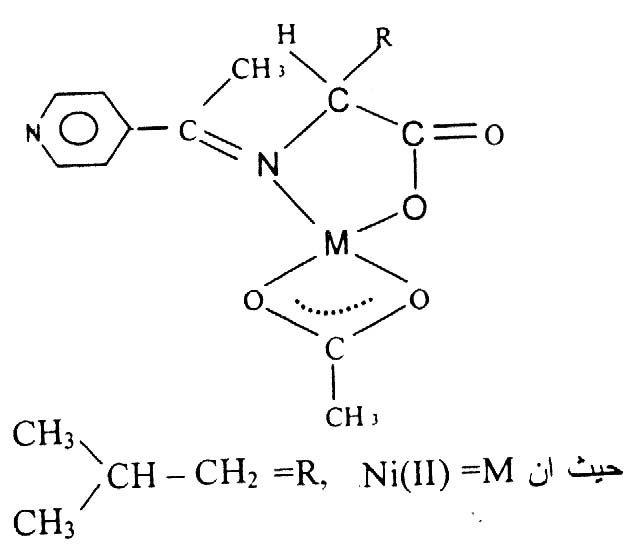 H R
CH₃
C
N C C O
N O
M
O O
C
CH₃
CH₃
حيث ان M= Ni(II) ,R= CH₂ – CH
CH₃